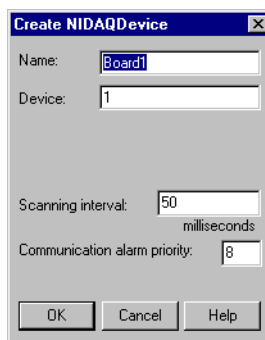 Create NIDAQDevice
Name: Board1
Device: 1
Scanning interval: 50
milliseconds
Communication alarm priority: 8
OK Cancel Help